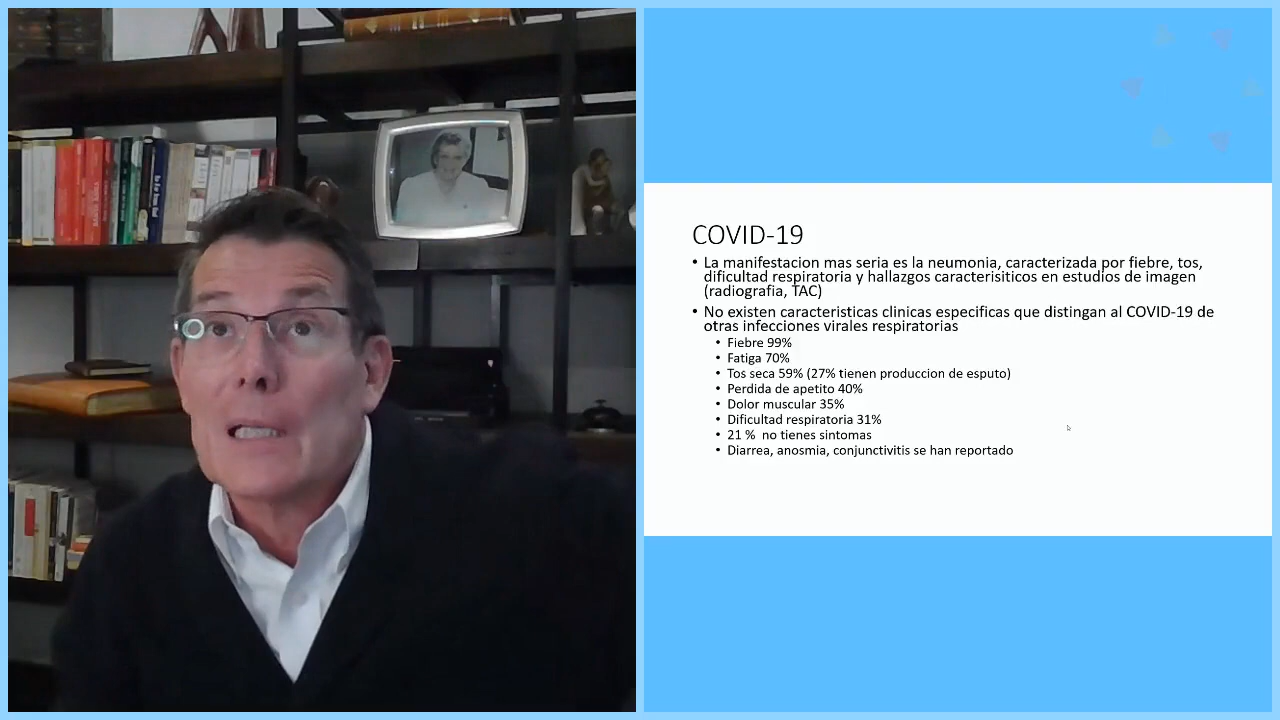 COVID-19
• La manifestacion mas seria es la neumonia, caracterizada por fiebre, tos,
dificultad respiratoria y hallazgos caracterisiticos en estudios de imagen
(radiografia, TAC)
• No existen caracteristicas clinicas especificas que distingan al COVID-19 de
otras infecciones virales respiratorias
• Fiebre 99%
• Fatiga 70%
• Tos seca 59% (27% tienen produccion de esputo)
• Perdida de apetito 40%
• Dolor muscular 35%
• Dificultad respiratoria 31%
• 21 % no tienes sintomas
• Diarrea, anosmia, conjunctivitis se han reportado